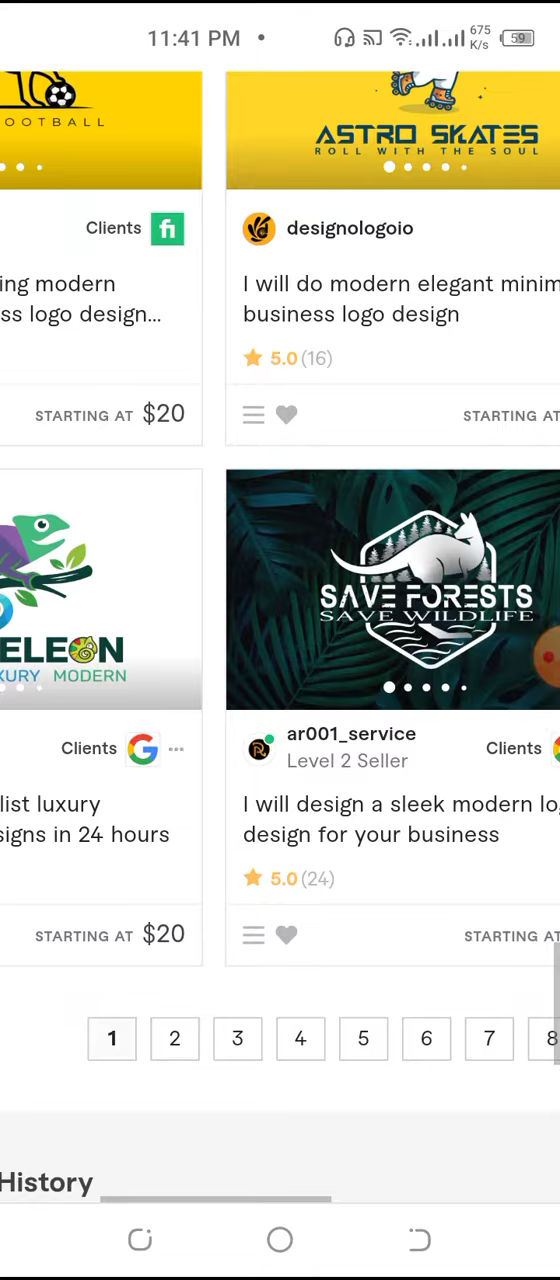 11:41 PM
675
K/s
59
OOTBALL
ASTRO SKATES
ROLL WITH THE SOUL
Clients fi
designologoio
ing modern
ss logo design...
I will do modern elegant minim
business logo design
5.0 (16)
STARTING AT $20
STARTING AT
ELEON
XURY MODERN
SAVE FORESTS
SAVE WILDLIFE
Clients G
ar001_service
Level 2 Seller
Clients
list luxury
signs in 24 hours
I will design a sleek modern lo
design for your business
5.0 (24)
STARTING AT $20
STARTING AT
1 2 3 4 5 6 7 8
History